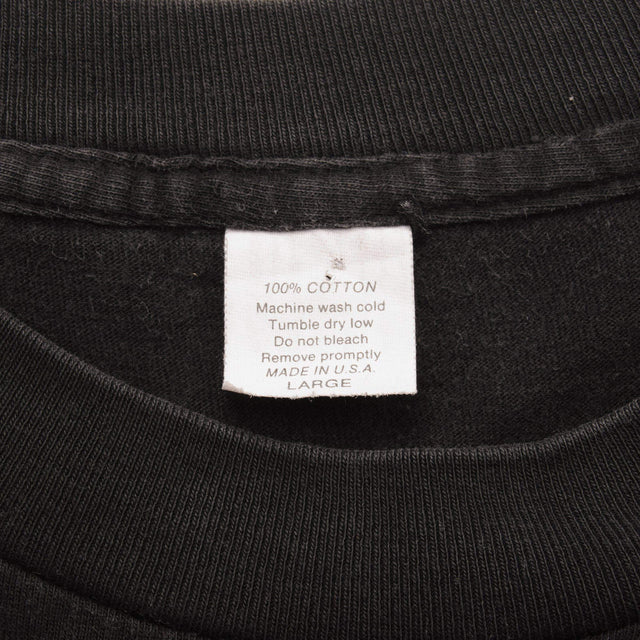 100% COTTON
Machine wash cold
Tumble dry low
Do not bleach
Remove promptly
MADE IN U.S.A.
LARGE